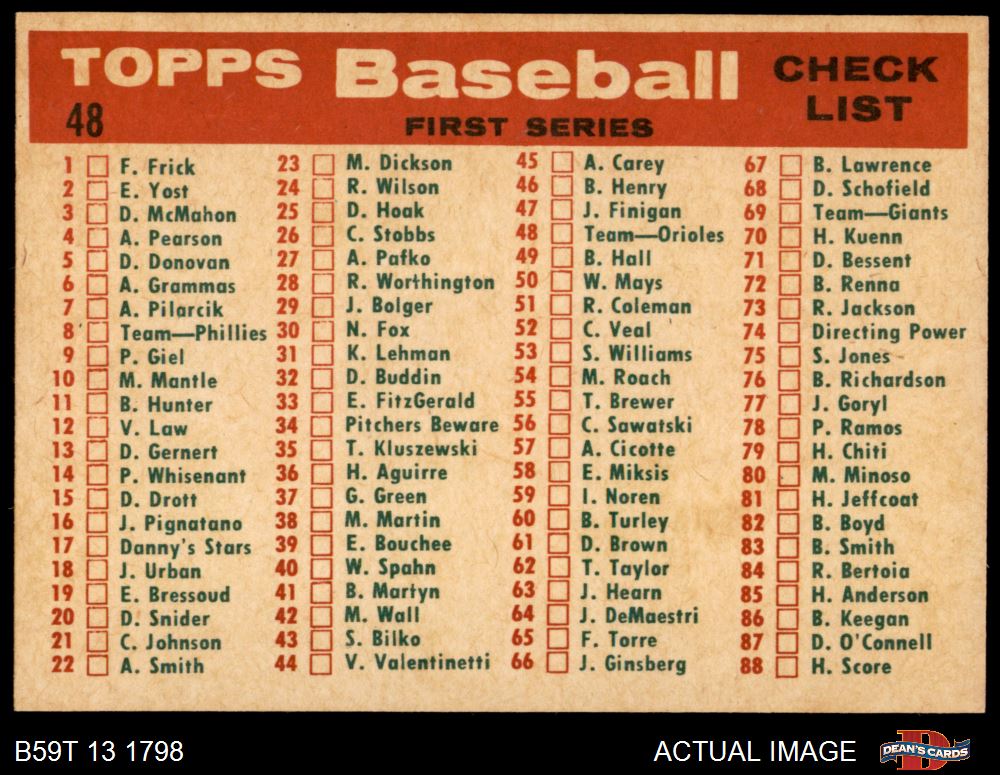 TOPPS Baseball CHECK LIST
48 FIRST SERIES
1 F. Frick
2 E. Yost
3 D. McMahon
4 A. Pearson
5 D. Donovan
6 A. Grammas
7 A. Pilarcik
8 Team—Phillies
9 P. Giel
10 M. Mantle
11 B. Hunter
12 V. Law
13 D. Gernert
14 P. Whisenant
15 D. Drott
16 J. Pignatano
17 Danny's Stars
18 J. Urban
19 E. Bressoud
20 D. Snider
21 C. Johnson
22 A. Smith
23 M. Dickson
24 R. Wilson
25 D. Hoak
26 C. Stobbs
27 A. Pafko
28 R. Worthington
29 J. Bolger
30 N. Fox
31 K. Lehman
32 D. Buddin
33 E. FitzGerald
34 Pitchers Beware
35 T. Kluszewski
36 H. Aguirre
37 G. Green
38 M. Martin
39 E. Bouchee
40 W. Spahn
41 B. Martyn
42 M. Wall
43 S. Bilko
44 V. Valentinetti
45 A. Carey
46 B. Henry
47 J. Finigan
48 Team—Orioles
49 B. Hall
50 W. Mays
51 R. Coleman
52 C. Veal
53 S. Williams
54 M. Roach
55 T. Brewer
56 C. Sawatski
57 A. Cicotte
58 E. Miksis
59 I. Noren
60 B. Turley
61 D. Brown
62 T. Taylor
63 J. Hearn
64 J. DeMaestri
65 F. Torre
66 J. Ginsberg
67 B. Lawrence
68 D. Schofield
69 Team—Giants
70 H. Kuenn
71 D. Bessent
72 B. Renna
73 R. Jackson
74 Directing Power
75 S. Jones
76 B. Richardson
77 J. Goryl
78 P. Ramos
79 H. Chiti
80 M. Minoso
81 H. Jeffcoat
82 B. Boyd
83 B. Smith
84 R. Bertoia
85 H. Anderson
86 B. Keegan
87 D. O'Connell
88 H. Score
B59T 13 1798 ACTUAL IMAGE D DEAN'S CARDS